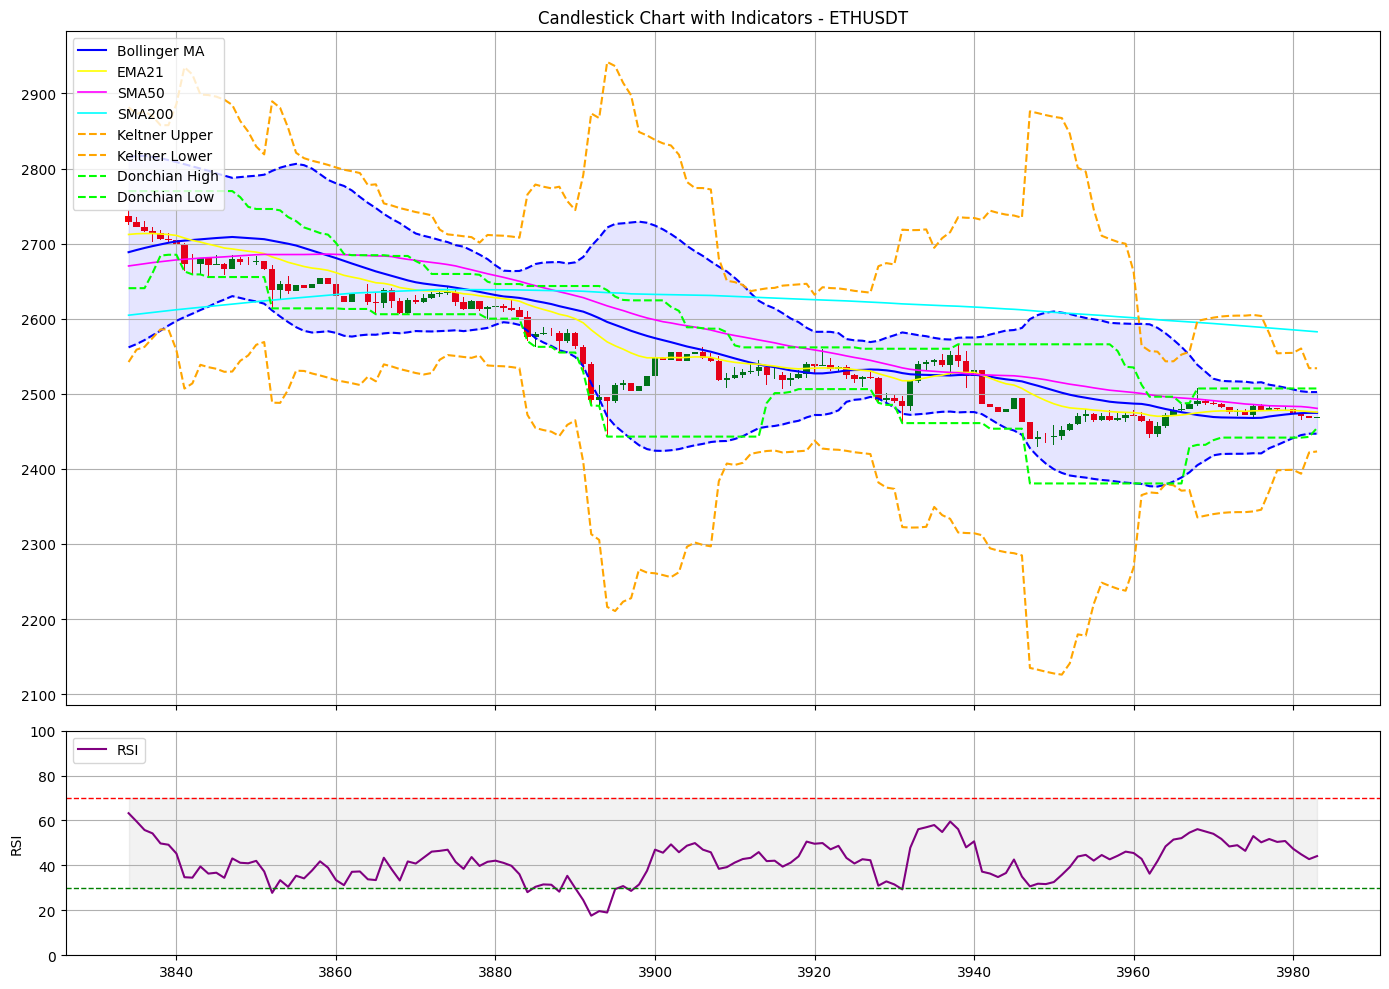 Candlestick Chart with Indicators - ETHUSDT
Bollinger MA
EMA21
SMA50
SMA200
Keltner Upper
Keltner Lower
Donchian High
Donchian Low
2900
2800
2700
2600
2500
2400
2300
2200
2100
RSI
100
80
60
40
20
0
RSI
3840
3860
3880
3900
3920
3940
3960
3980